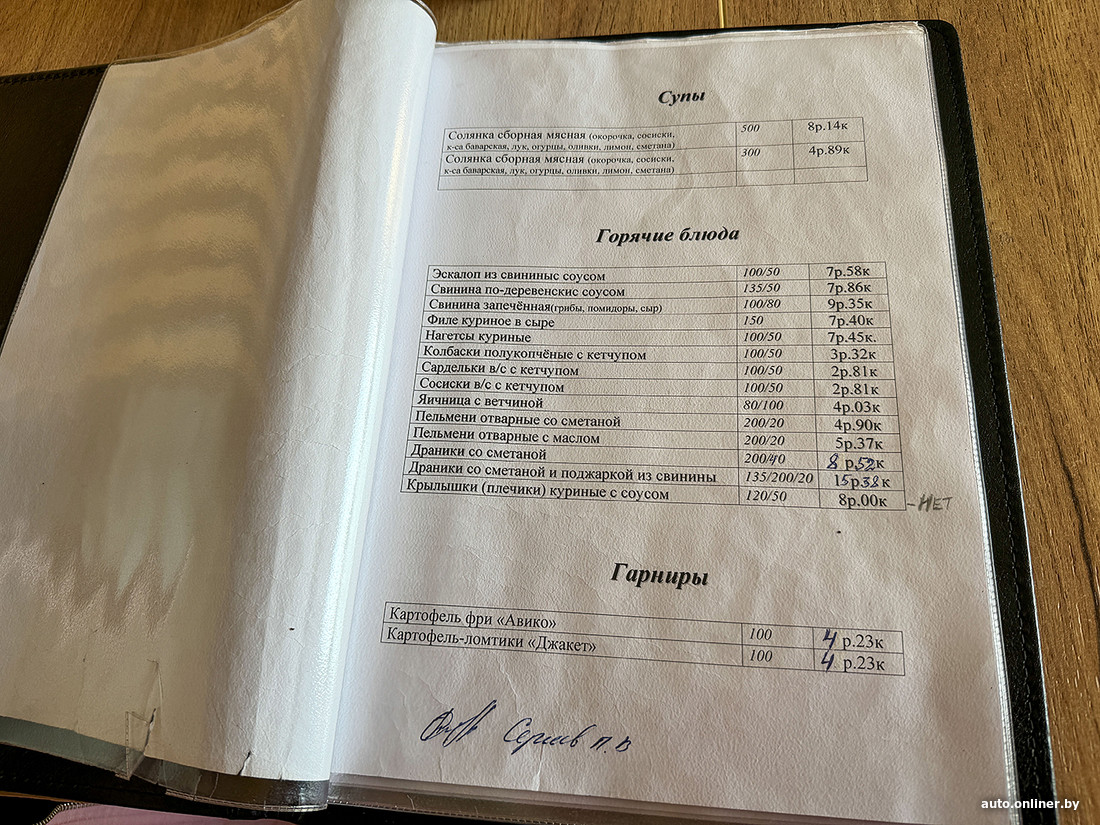 Супы
Солянка сборная мясная (окорочка, сосиски, 500 8р.14к
к-са баварская, лук, огурцы, оливки, лимон, сметана)
Солянка сборная мясная (окорочка, сосиски, 300 4р.89к
к-са баварская, лук, огурцы, оливки, лимон, сметана)
Горячие блюда
Эскалоп из свининыс соусом 100/50 7р.58к
Свинина по-деревенскис соусом 135/50 7р.86к
Свинина запечённая(грибы, помидоры, сыр) 100/80 9р.35к
Филе куриное в сыре 150 7р.40к
Нагетсы куриные 100/50 7р.45к.
Колбаски полукопчёные с кетчупом 100/50 3р.32к
Сардельки в/с с кетчупом 100/50 2р.81к
Сосиски в/с с кетчупом 100/50 2р.81к
Яичница с ветчиной 80/100 4р.03к
Пельмени отварные со сметаной 200/20 4р.90к
Пельмени отварные с маслом 200/20 5р.37к
Драники со сметаной 200/40 8 р.52к
Драники со сметаной и поджаркой из свинины 135/200/20 15р.38к
Крылышки (плечики) куриные с соусом 120/50 8р.00к - НЕТ
Гарниры
Картофель фри «Авико» 100 4 р.23к
Картофель-ломтики «Джакет» 100 4 р.23к
auto.onliner.by